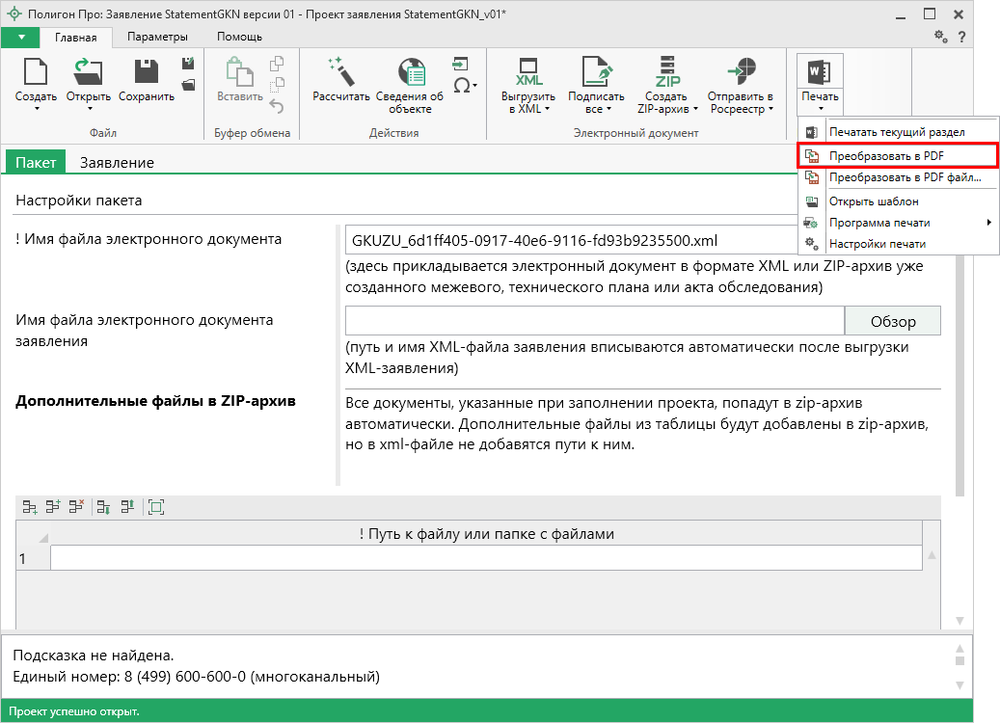 Полигон Про: Заявление StatementGKN версии 01 - Проект заявления StatementGKN_v01*
Главная
Параметры
Помощь
?
Создать
Открыть
Сохранить
Файл
Вставить
Буфер обмена
Рассчитать
Сведения об
объекте
Ω
Действия
XML
Выгрузить
в XML
Подписать
все
ZIP
Создать
ZIP-архив
Отправить в
Росреестр
Электронный документ
W
Печать
Печатать текущий раздел
Преобразовать в PDF
Преобразовать в PDF файл...
Открыть шаблон
Программа печати
Настройки печати
Пакет
Заявление
Настройки пакета
! Имя файла электронного документа
GKUZU_6d1ff405-0917-40e6-9116-fd93b9235500.xml
(здесь прикладывается электронный документ в формате XML или ZIP-архив уже
созданного межевого, технического плана или акта обследования)
Имя файла электронного документа
заявления
Обзор
(путь и имя XML-файла заявления вписываются автоматически после выгрузки
XML-заявления)
Дополнительные файлы в ZIP-архив
Все документы, указанные при заполнении проекта, попадут в zip-архив
автоматически. Дополнительные файлы из таблицы будут добавлены в zip-архив,
но в xml-файле не добавятся пути к ним.
! Путь к файлу или папке с файлами
1
Подсказка не найдена.
Единый номер: 8 (499) 600-600-0 (многоканальный)
Проект успешно открыт.